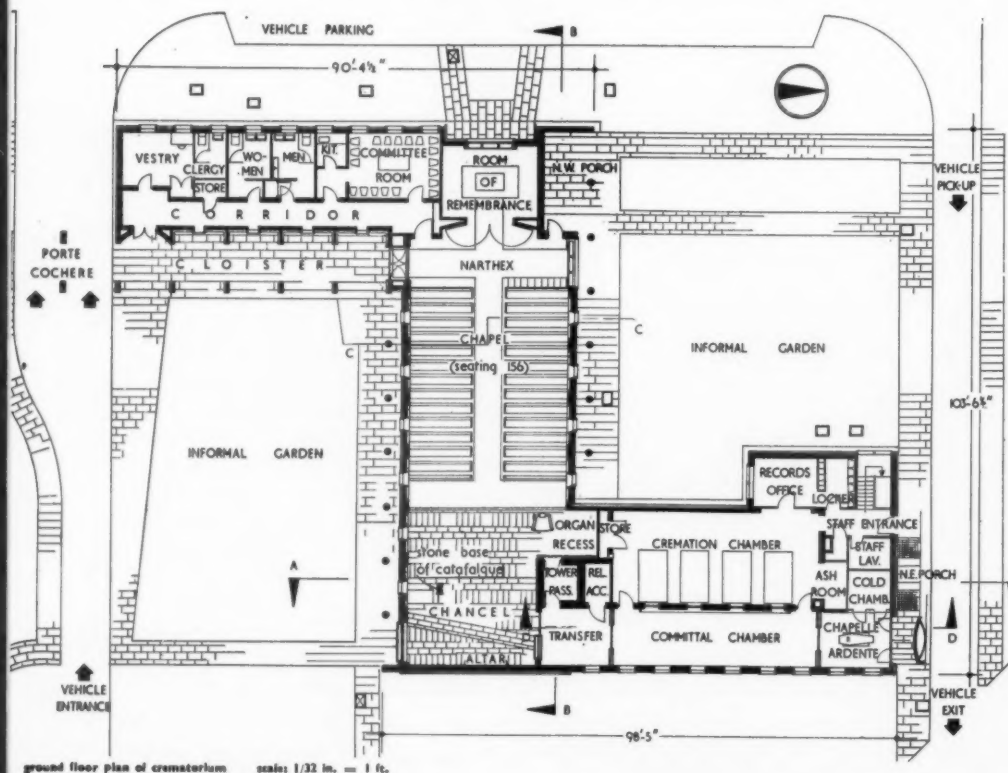 VEHICLE PARKING
B
90'-4½"
VESTRY
CLERGY
STORE
WO-
MEN
MEN
KIT.
COMMITTEE
ROOM
ROOM
OF
REMEMBRANCE
N.W. PORCH
VEHICLE
PICK-UP
CORRIDOR
PORTE
COCHERE
CLOISTER
NARTHEX
C
CHAPEL
(seating 156)
C
INFORMAL GARDEN
103'-6½"
INFORMAL GARDEN
RECORDS
OFFICE
LOCKER
STAFF ENTRANCE
ORGAN
RECESS
STORE
CREMATION CHAMBER
STAFF
LAV.
stone base
of catafalque
TOWER
PASS.
REL.
ACC.
ASH
ROOM
COLD
CHAMB.
N.E. PORCH
A
CHANCEL
D
TRANSFER
COMMITTAL CHAMBER
CHAPELLE
ARDENTE
D
ALTAR
VEHICLE
ENTRANCE
B
VEHICLE
EXIT
98'-5"
ground floor plan of crematorium scale: 1/32 in. = 1 ft.